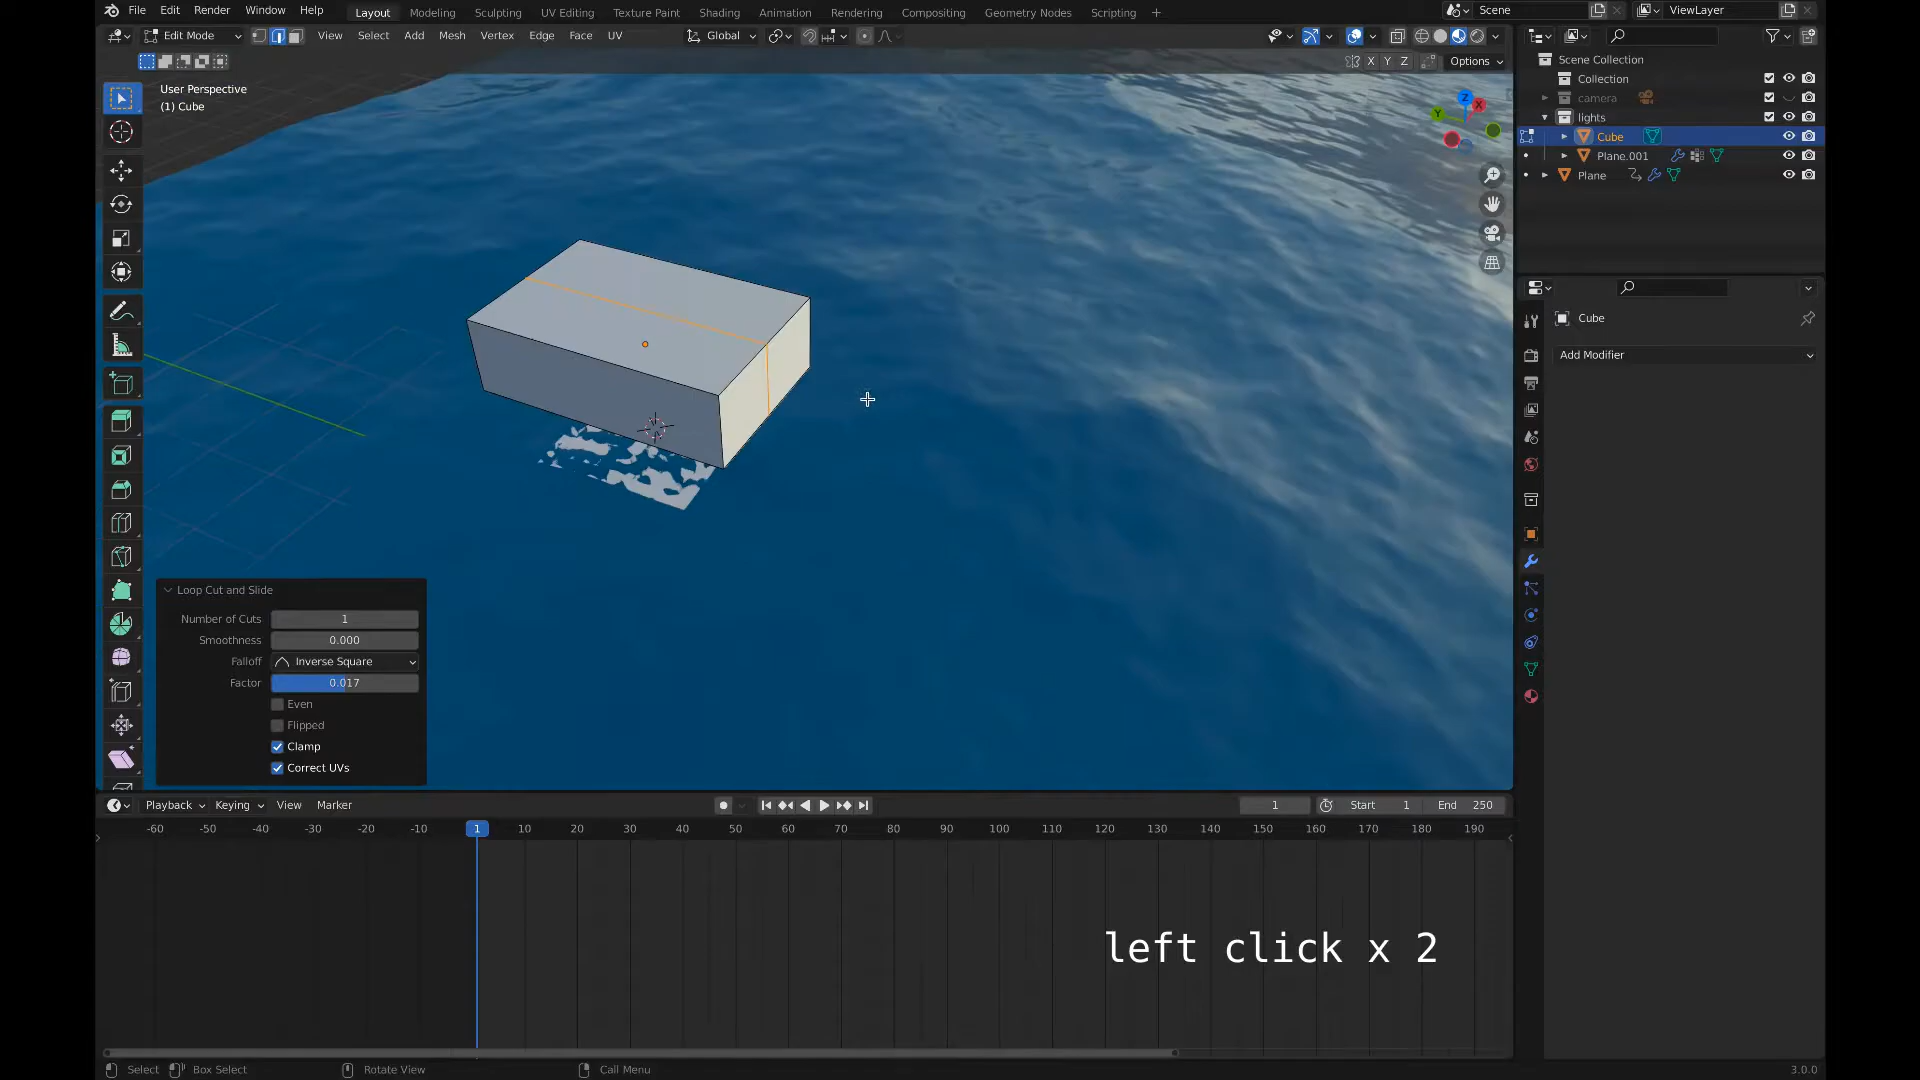 File Edit Render Window Help Layout Modeling Sculpting UV Editing Texture Paint Shading Animation Rendering Compositing Geometry Nodes Scripting + Scene ViewLayer
Edit Mode View Select Add Mesh Vertex Edge Face UV Global
X Y Z Options
User Perspective
(1) Cube
Z
X
Y
Scene Collection
Collection
camera
lights
Cube
Plane.001
Plane
Cube
Add Modifier
Loop Cut and Slide
Number of Cuts 1
Smoothness 0.000
Falloff Inverse Square
Factor 0.017
Even
Flipped
Clamp
Correct UVs
Playback Keying View Marker 1 Start 1 End 250
-60 -50 -40 -30 -20 -10 1 10 20 30 40 50 60 70 80 90 100 110 120 130 140 150 160 170 180 190
left click x 2
Select Box Select Rotate View Call Menu 3.0.0